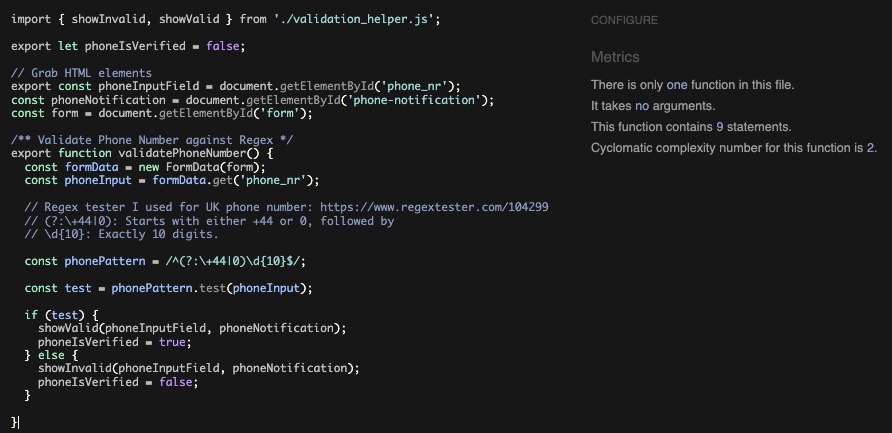 import { showInvalid, showValid } from './validation_helper.js';
export let phoneIsVerified = false;
// Grab HTML elements
export const phoneInputField = document.getElementById('phone_nr');
const phoneNotification = document.getElementById('phone-notification');
const form = document.getElementById('form');
/** Validate Phone Number against Regex */
export function validatePhoneNumber() {
  const formData = new FormData(form);
  const phoneInput = formData.get('phone_nr');
  // Regex tester I used for UK phone number: https://www.regextester.com/104299
  // (?:\+44|0): Starts with either +44 or 0, followed by
  // \d{10}: Exactly 10 digits.
  const phonePattern = /^(?:\+44|0)\d{10}$/;
  const test = phonePattern.test(phoneInput);
  if (test) {
    showValid(phoneInputField, phoneNotification);
    phoneIsVerified = true;
  } else {
    showInvalid(phoneInputField, phoneNotification);
    phoneIsVerified = false;
  }
}
CONFIGURE
Metrics
There is only one function in this file.
It takes no arguments.
This function contains 9 statements.
Cyclomatic complexity number for this function is 2.